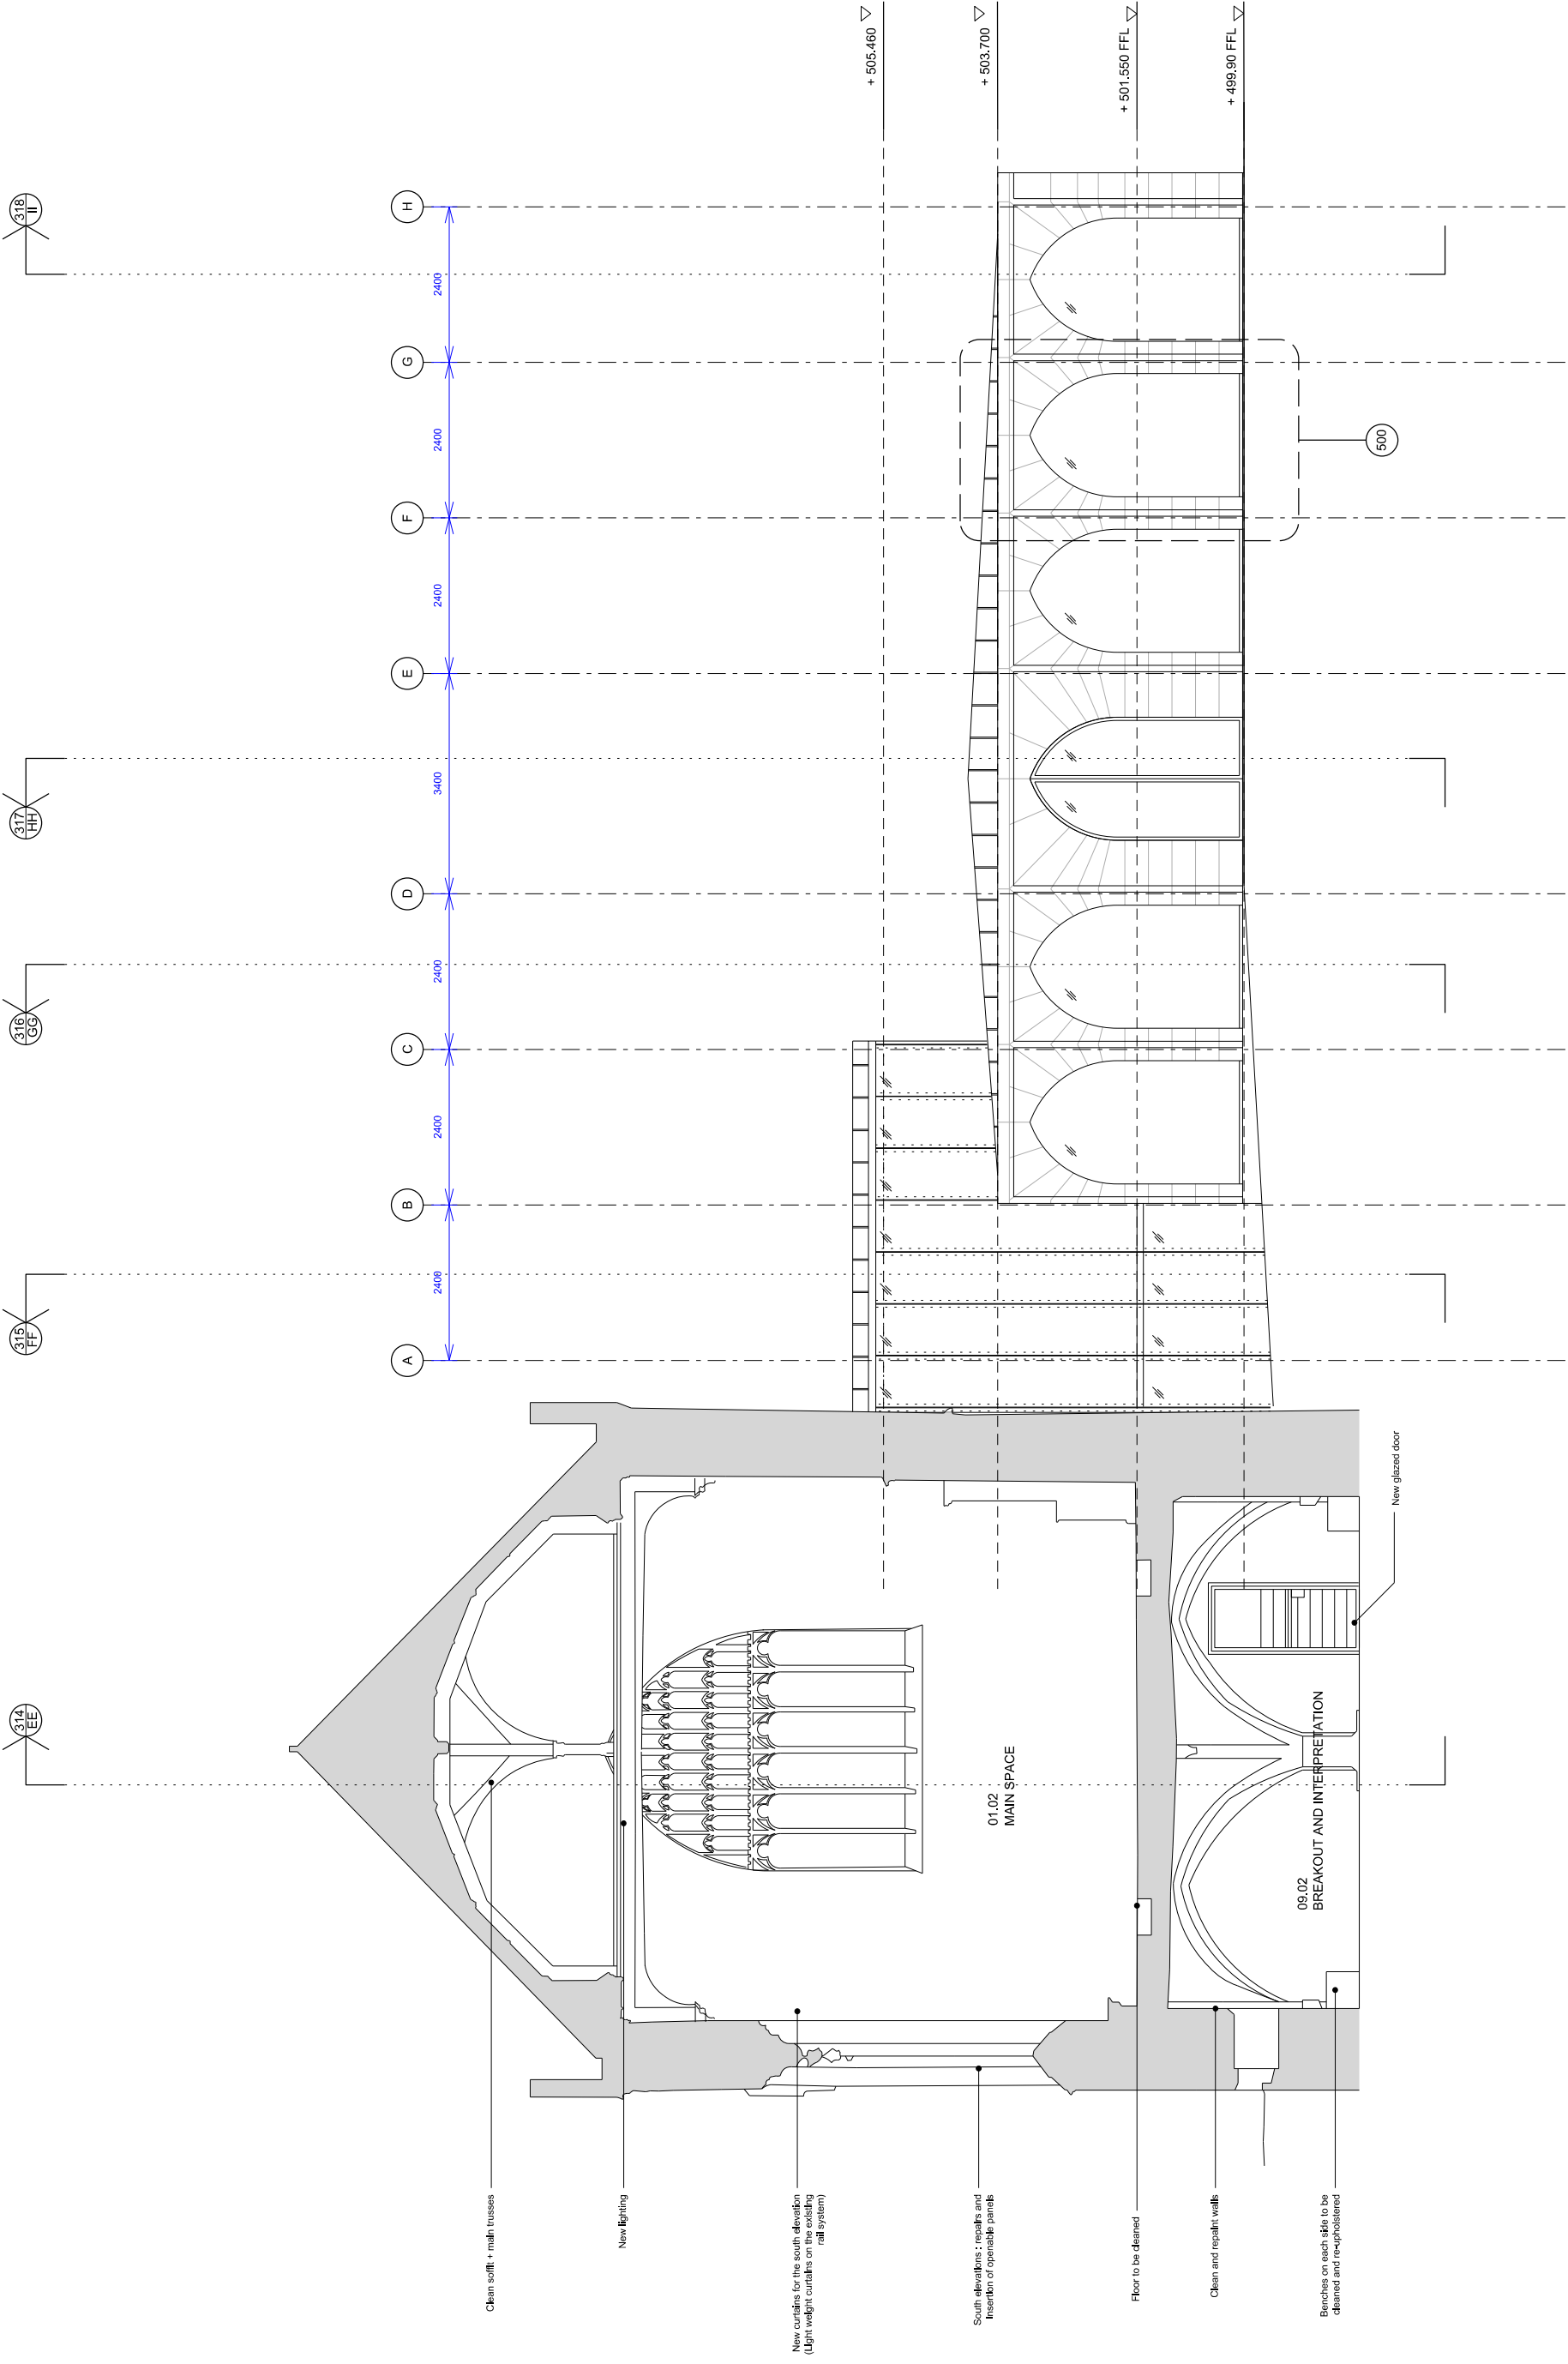 314
EE
315
FF
316
GG
317
HH
318
II
A
B
C
D
E
F
G
H
2400
2400
2400
3400
2400
2400
2400
+ 505.460
+ 503.700
+ 501.550 FFL
+ 499.90 FFL
500
Clean soffit + main trusses
New lighting
New curtains for the south elevation
(Light weight curtains on the existing
rail system)
South elevations : repairs and
insertion of openable panels
Floor to be cleaned
Clean and repaint walls
Benches on each side to be
cleaned and re-upholstered
01.02
MAIN SPACE
09.02
BREAKOUT AND INTERPRETATION
New glazed door